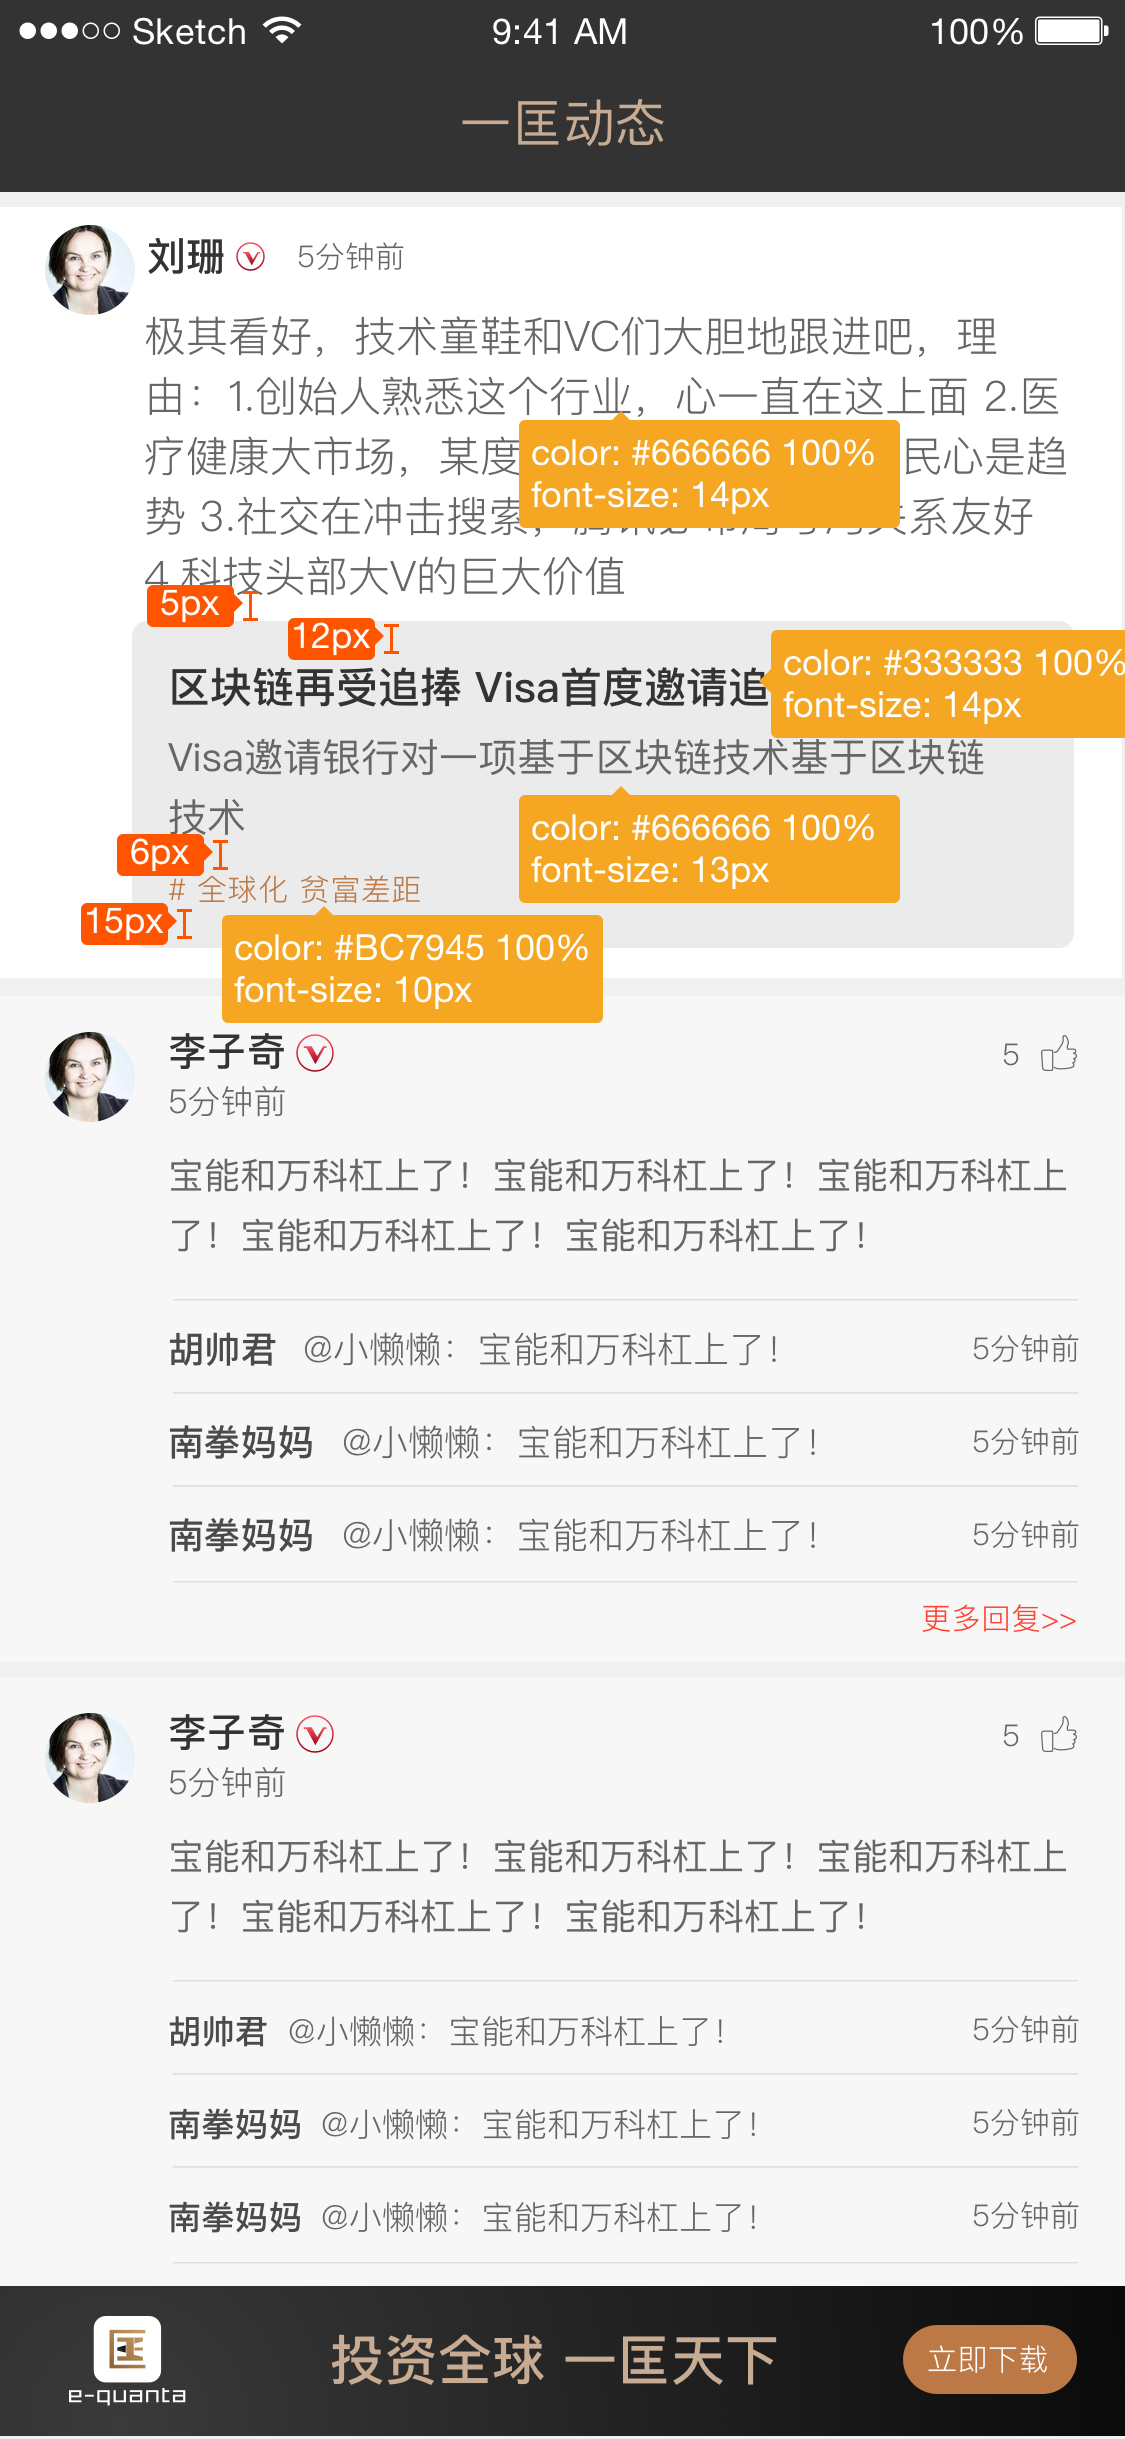 Sketch 9:41 AM 100%
一匡动态
刘珊 5分钟前
极其看好，技术童鞋和VC们大胆地跟进吧，理
由：1.创始人熟悉这个行业，心一直在这上面 2.医
疗健康大市场，某度
民心是趋
color: #666666 100%
font-size: 14px
势 3.社交在冲击搜索，
关系友好
4.科技头部大V的巨大价值
5px
12px
区块链再受追捧 Visa首度邀请追
color: #333333 100%
font-size: 14px
Visa邀请银行对一项基于区块链技术基于区块链
技术
color: #666666 100%
font-size: 13px
6px
# 全球化 贫富差距
15px
color: #BC7945 100%
font-size: 10px
李子奇 5
5分钟前
宝能和万科杠上了！宝能和万科杠上了！宝能和万科杠上
了！宝能和万科杠上了！宝能和万科杠上了！
胡帅君 @小懒懒：宝能和万科杠上了！ 5分钟前
南拳妈妈 @小懒懒：宝能和万科杠上了！ 5分钟前
南拳妈妈 @小懒懒：宝能和万科杠上了！ 5分钟前
更多回复>>
李子奇 5
5分钟前
宝能和万科杠上了！宝能和万科杠上了！宝能和万科杠上
了！宝能和万科杠上了！宝能和万科杠上了！
胡帅君 @小懒懒：宝能和万科杠上了！ 5分钟前
南拳妈妈 @小懒懒：宝能和万科杠上了！ 5分钟前
南拳妈妈 @小懒懒：宝能和万科杠上了！ 5分钟前
e-quanta
投资全球 一匡天下
立即下载